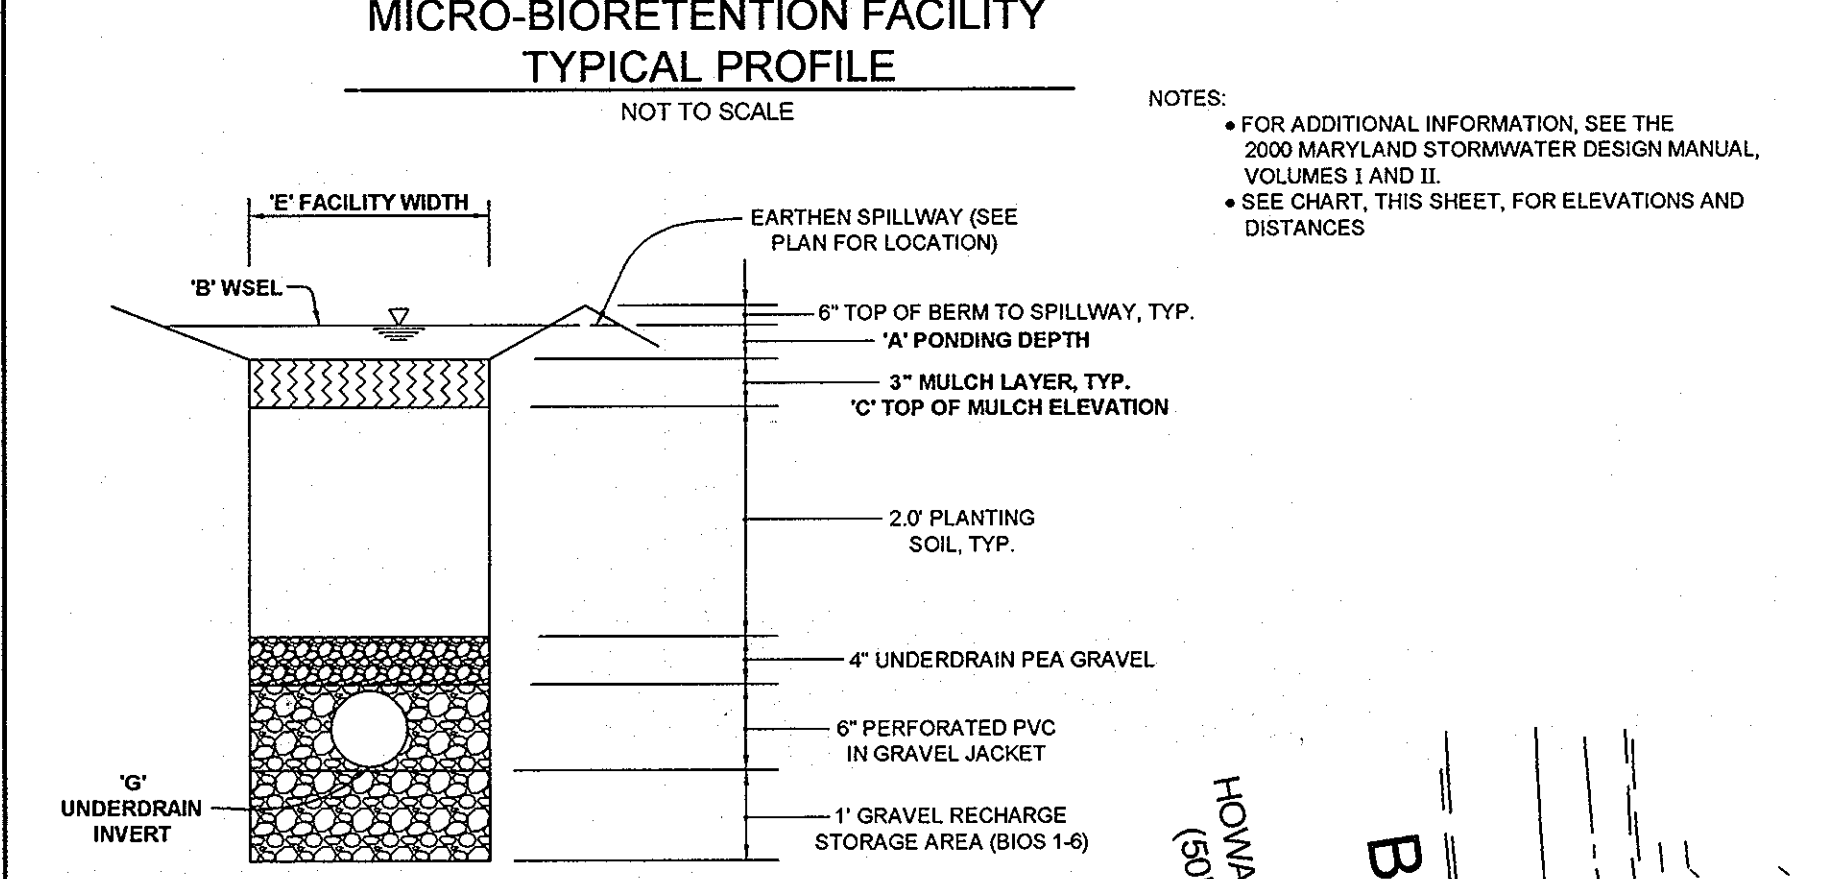 MICRO-BIORETENTION FACILITY
TYPICAL PROFILE
NOT TO SCALE
NOTES:
• FOR ADDITIONAL INFORMATION, SEE THE
2000 MARYLAND STORMWATER DESIGN MANUAL,
VOLUMES I AND II.
• SEE CHART, THIS SHEET, FOR ELEVATIONS AND
DISTANCES
'E' FACILITY WIDTH
EARTHEN SPILLWAY (SEE
PLAN FOR LOCATION)
'B' WSEL
6" TOP OF BERM TO SPILLWAY, TYP.
'A' PONDING DEPTH
3" MULCH LAYER, TYP.
'C' TOP OF MULCH ELEVATION
2.0' PLANTING
SOIL, TYP.
4" UNDERDRAIN PEA GRAVEL
6" PERFORATED PVC
IN GRAVEL JACKET
'G'
UNDERDRAIN
INVERT
1' GRAVEL RECHARGE
STORAGE AREA (BIOS 1-6)
HOWA
(50
B